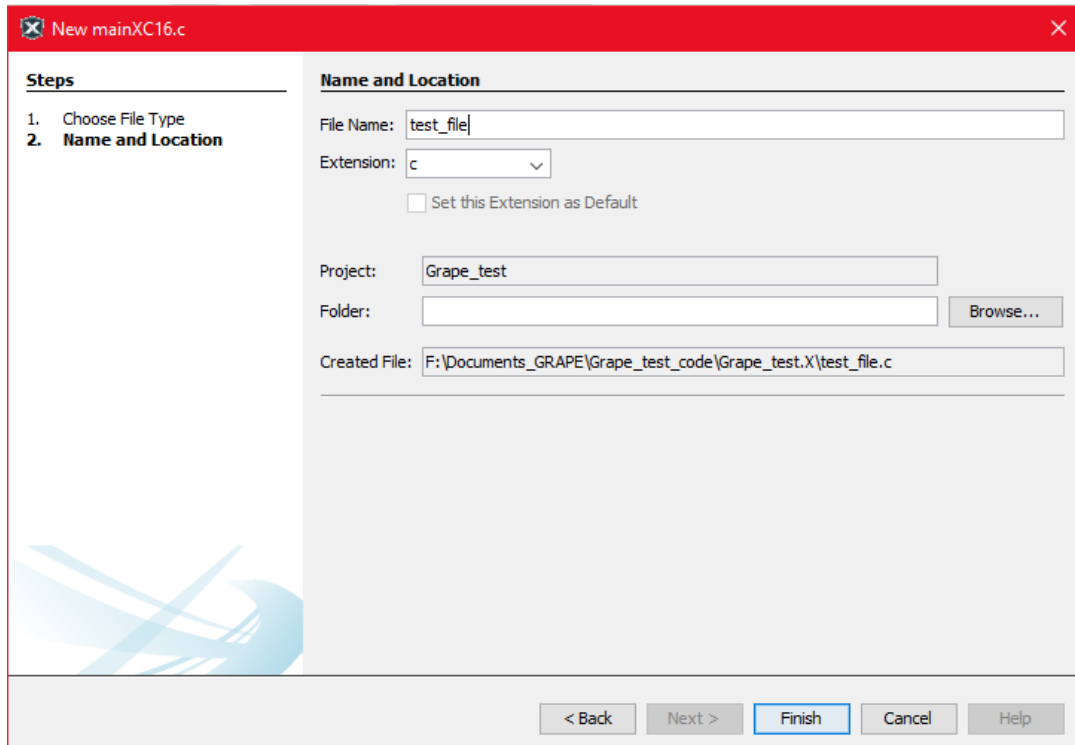 New mainXC16.c
Steps
1. Choose File Type
2. Name and Location
Name and Location
File Name: test_file
Extension: c
Set this Extension as Default
Project: Grape_test
Folder:
Browse...
Created File: F:\Documents_GRAPE\Grape_test_code\Grape_test.X\test_file.c
< Back Next > Finish Cancel Help